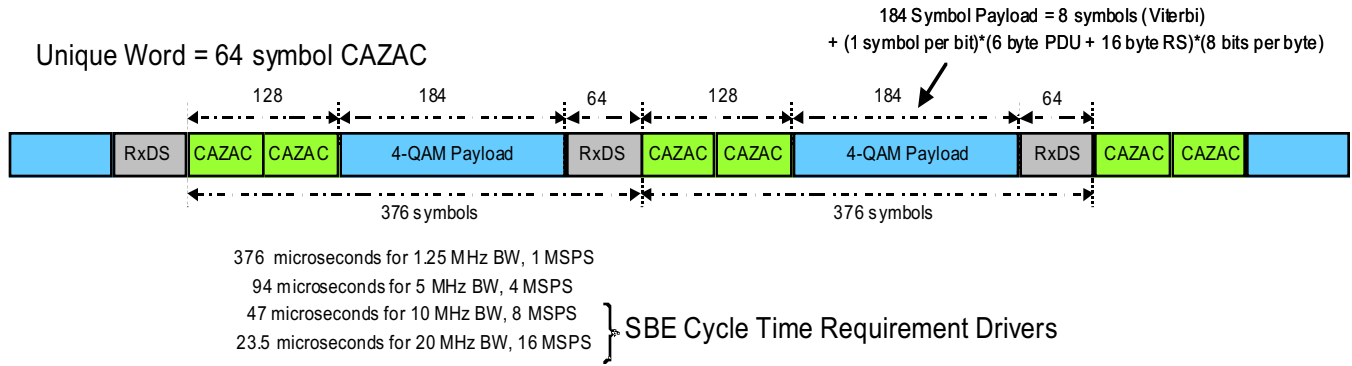 184 Symbol Payload = 8 symbols (Viterbi)
+ (1 symbol per bit)*(6 byte PDU + 16 byte RS)*(8 bits per byte)
Unique Word = 64 symbol CAZAC
128 184 64 128 184 64
RxDS CAZAC CAZAC 4-QAM Payload RxDS CAZAC CAZAC 4-QAM Payload RxDS CAZAC CAZAC
376 symbols 376 symbols
376 microseconds for 1.25 MHz BW, 1 MSPS
94 microseconds for 5 MHz BW, 4 MSPS
47 microseconds for 10 MHz BW, 8 MSPS
23.5 microseconds for 20 MHz BW, 16 MSPS
SBE Cycle Time Requirement Drivers